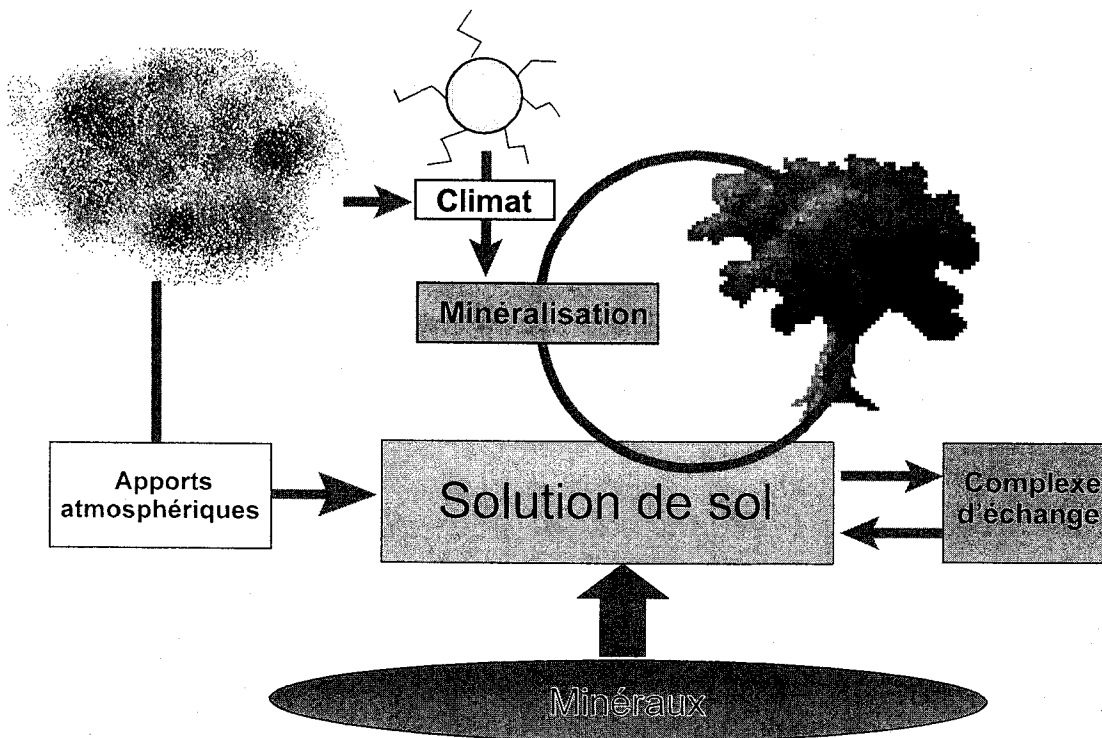 Climat
Minéralisation
Apports
atmosphériques
Solution de sol
Complexe
d'échange
Minéraux